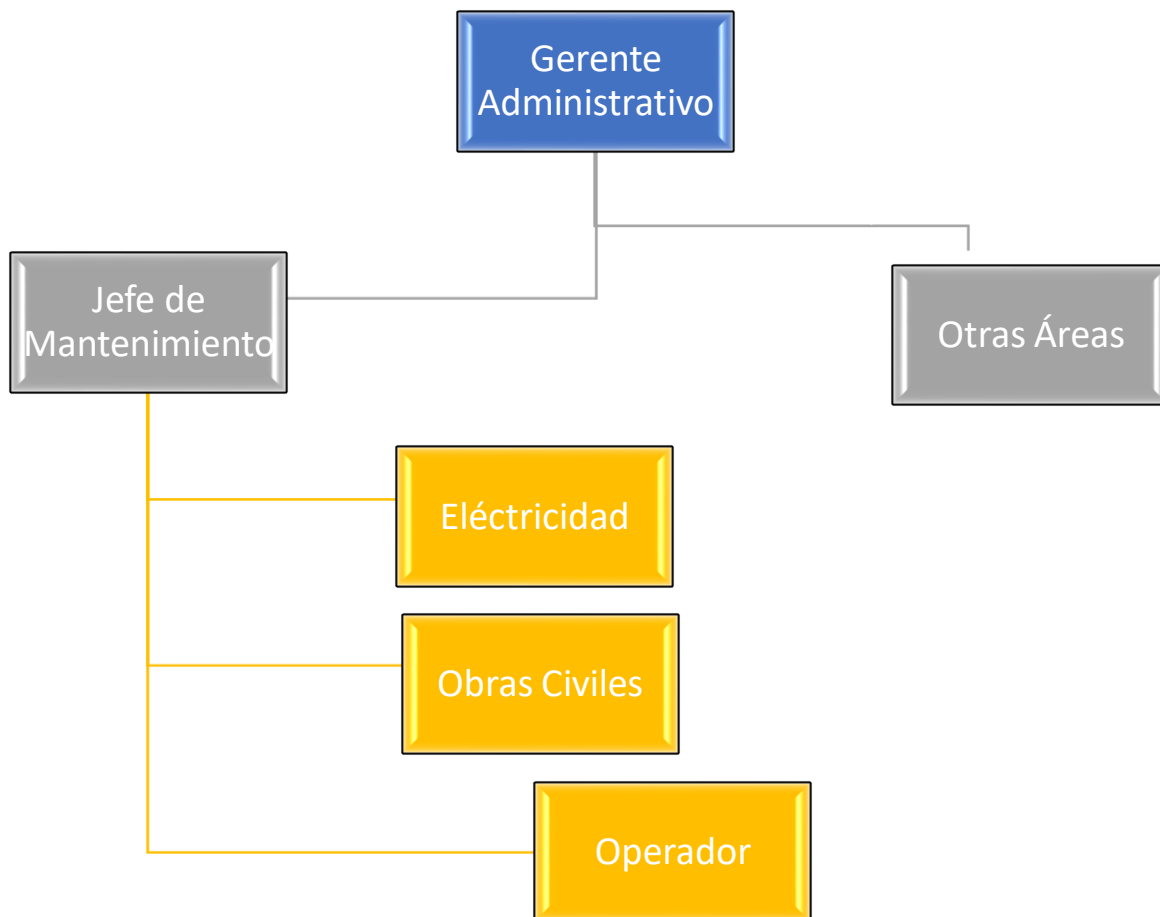 Gerente
Administrativo
Jefe de
Mantenimiento
Otras Áreas
Eléctricidad
Obras Civiles
Operador